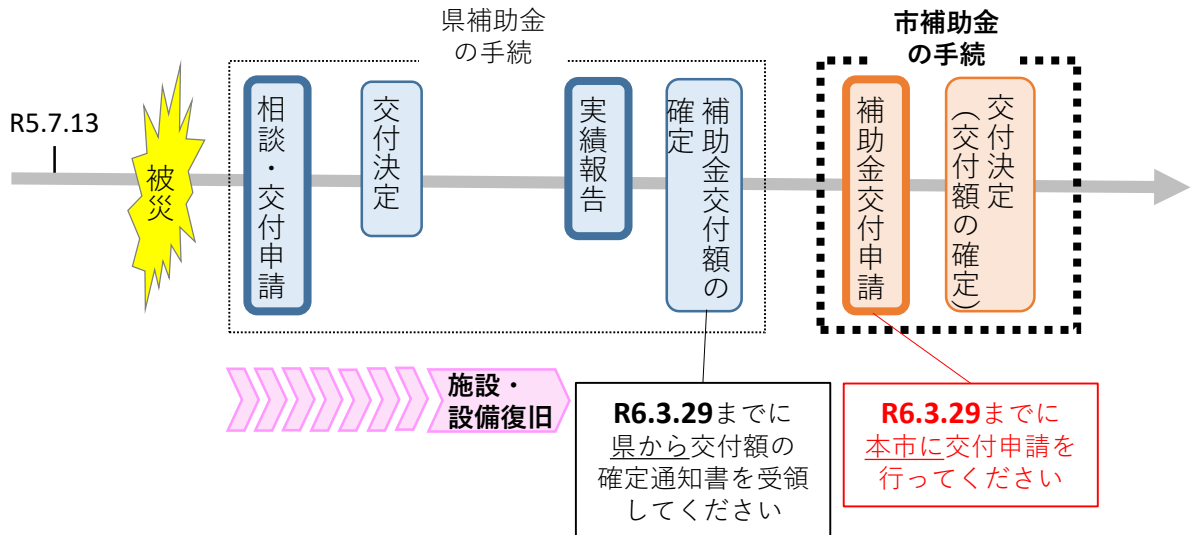 県補助金
の手続
市補助金
の手続
R5.7.13
被災
相談・交付申請
交付決定
実績報告
補助金交付額の
確定
補助金交付申請
交付決定
(交付額の確定)
施設・
設備復旧
R6.3.29までに
県から交付額の
確定通知書を受領
してください
R6.3.29までに
本市に交付申請を
行ってください